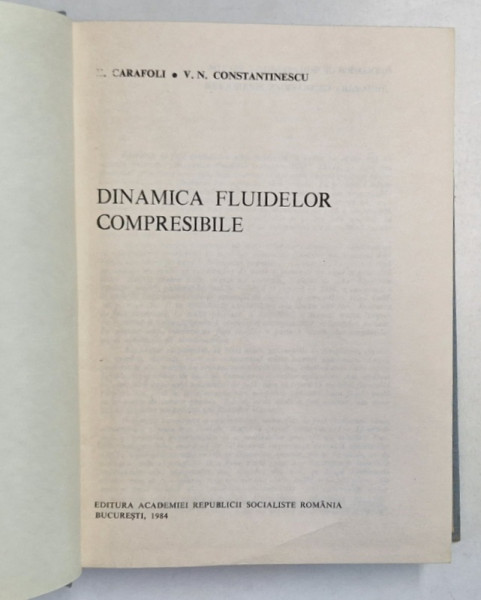 CARAFOLI • V. N. CONSTANTINESCU
DINAMICA FLUIDELOR
COMPRESIBILE
EDITURA ACADEMIEI REPUBLICII SOCIALISTE ROMÂNIA
BUCUREȘTI, 1984